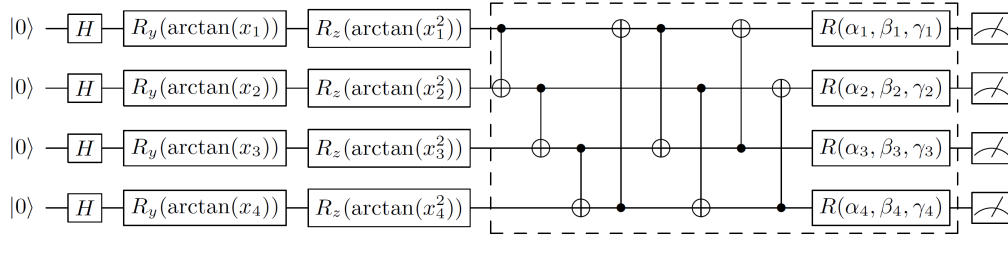 |0⟩ H R_y(arctan(x_1)) R_z(arctan(x_1^2)) R(α_1, β_1, γ_1)
|0⟩ H R_y(arctan(x_2)) R_z(arctan(x_2^2)) R(α_2, β_2, γ_2)
|0⟩ H R_y(arctan(x_3)) R_z(arctan(x_3^2)) R(α_3, β_3, γ_3)
|0⟩ H R_y(arctan(x_4)) R_z(arctan(x_4^2)) R(α_4, β_4, γ_4)